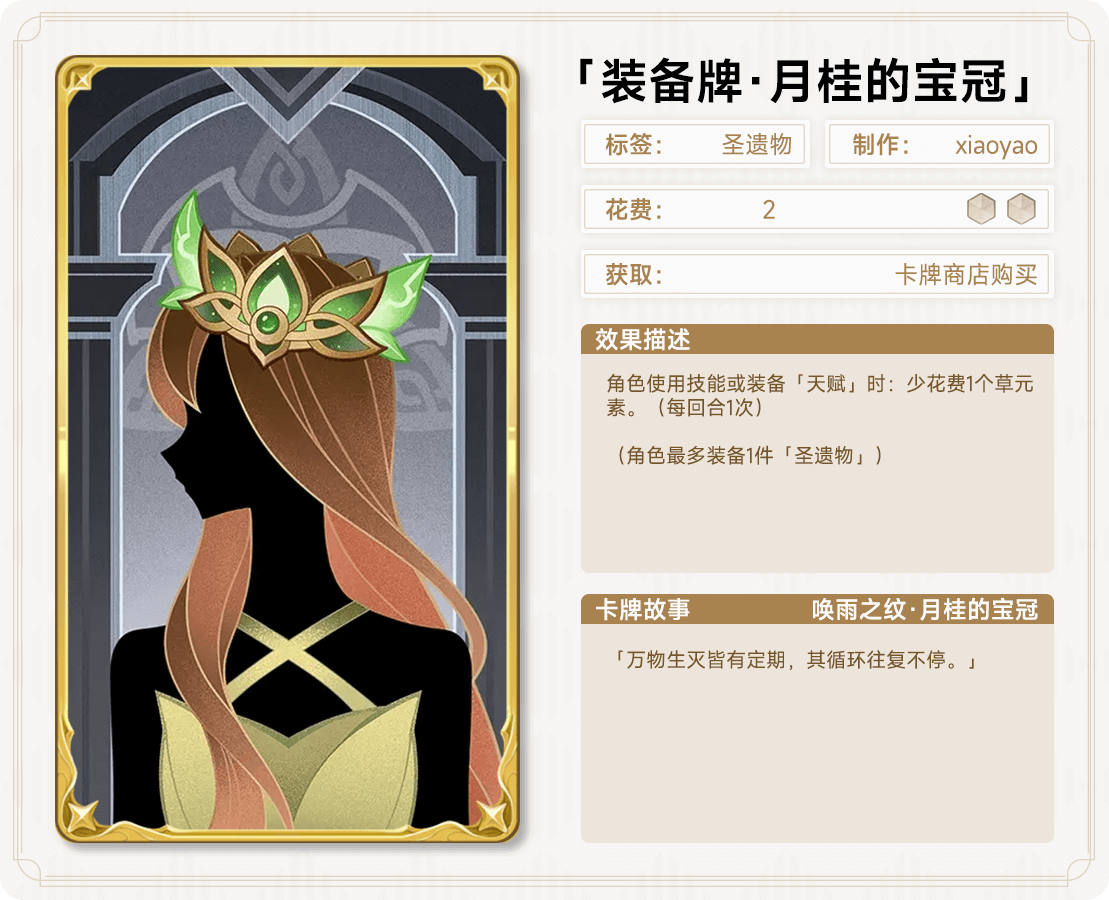 「装备牌·月桂的宝冠」
标签： 圣遗物 制作： xiaoyao
花费： 2
获取： 卡牌商店购买
效果描述
角色使用技能或装备「天赋」时：少花费1个草元
素。（每回合1次）
（角色最多装备1件「圣遗物」）
卡牌故事 唤雨之纹·月桂的宝冠
「万物生灭皆有定期，其循环往复不停。」